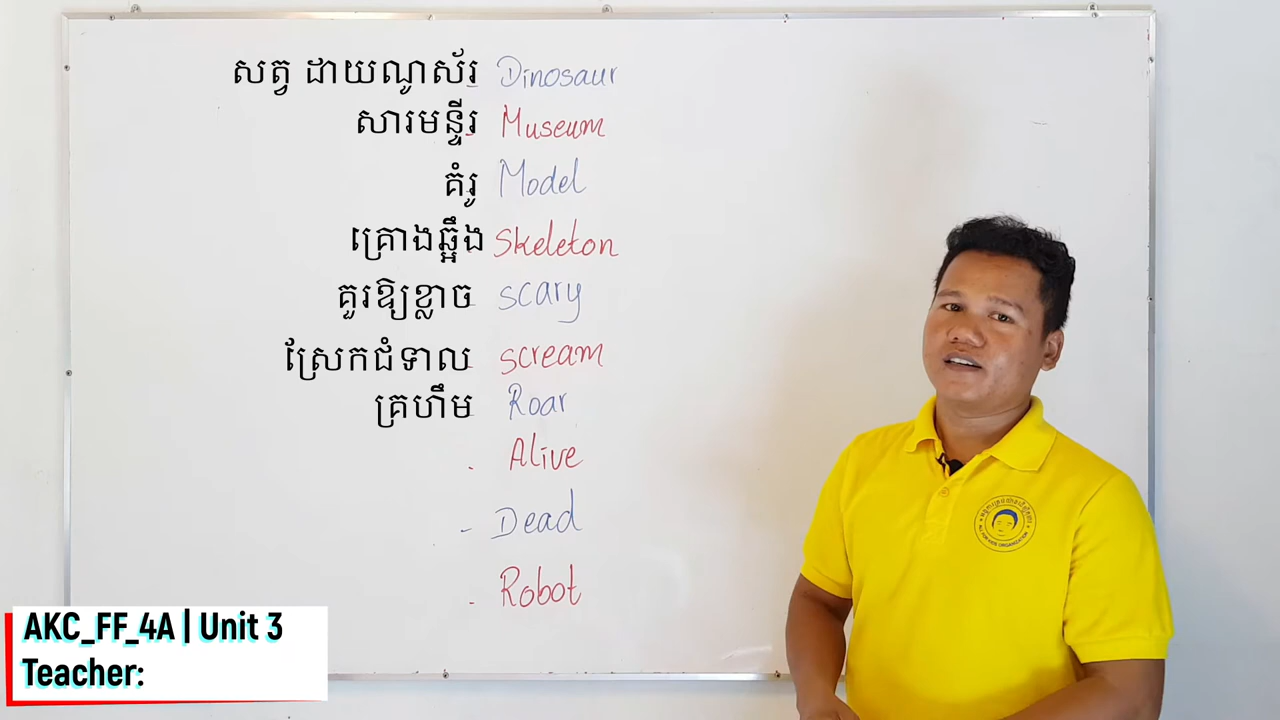 សត្វ ដាយណូស័រ Dinosaur
សារមន្ទីរ Museum
គំរូ Model
គ្រោងឆ្អឹង Skeleton
គួរឱ្យខ្លាច scary
ស្រែកជំទាល scream
គ្រហឹម Roar
. Alive
- Dead
. Robot
AKC_FF_4A | Unit 3
Teacher: